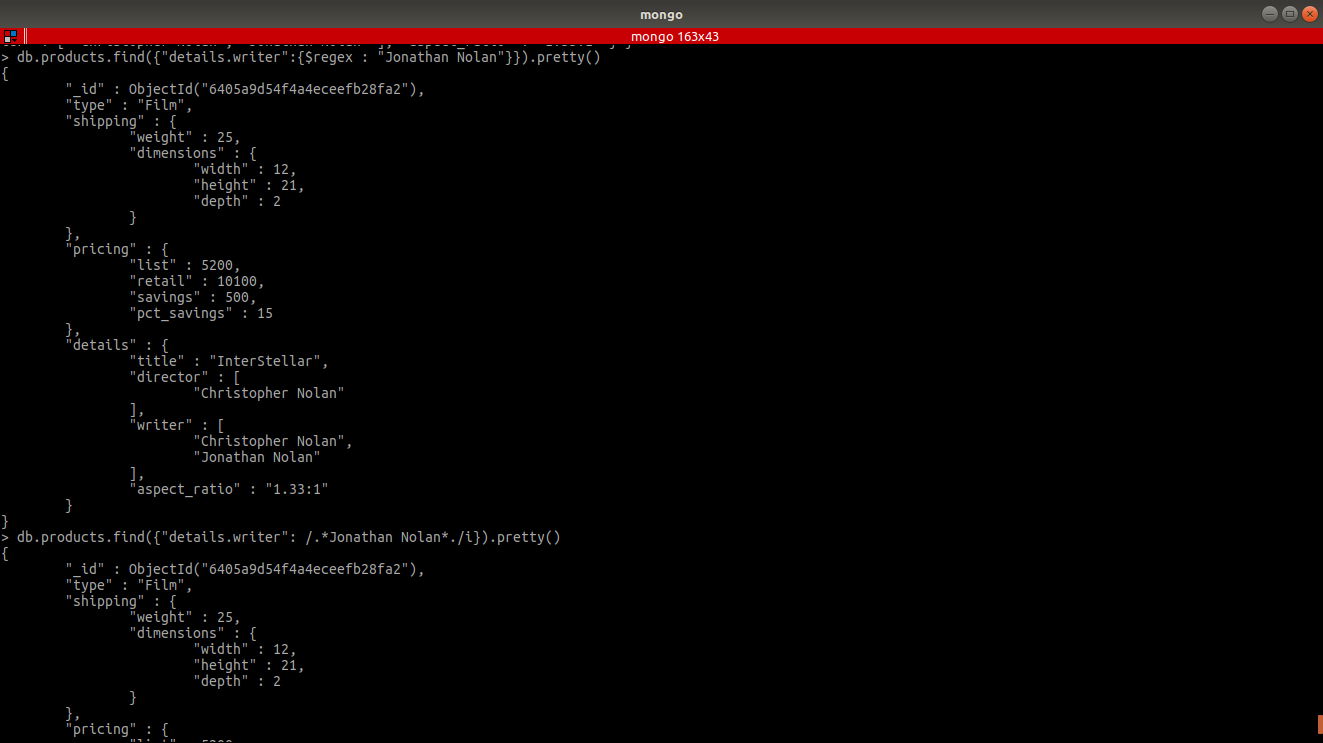 mongo
mongo 163x43
> db.products.find({"details.writer":{$regex : "Jonathan Nolan"}}).pretty()
{
        "_id" : ObjectId("6405a9d54f4a4eceefb28fa2"),
        "type" : "Film",
        "shipping" : {
                "weight" : 25,
                "dimensions" : {
                        "width" : 12,
                        "height" : 21,
                        "depth" : 2
                }
        },
        "pricing" : {
                "list" : 5200,
                "retail" : 10100,
                "savings" : 500,
                "pct_savings" : 15
        },
        "details" : {
                "title" : "InterStellar",
                "director" : [
                        "Christopher Nolan"
                ],
                "writer" : [
                        "Christopher Nolan",
                        "Jonathan Nolan"
                ],
                "aspect_ratio" : "1.33:1"
        }
}
> db.products.find({"details.writer": /.*Jonathan Nolan*./i}).pretty()
{
        "_id" : ObjectId("6405a9d54f4a4eceefb28fa2"),
        "type" : "Film",
        "shipping" : {
                "weight" : 25,
                "dimensions" : {
                        "width" : 12,
                        "height" : 21,
                        "depth" : 2
                }
        },
        "pricing" : {